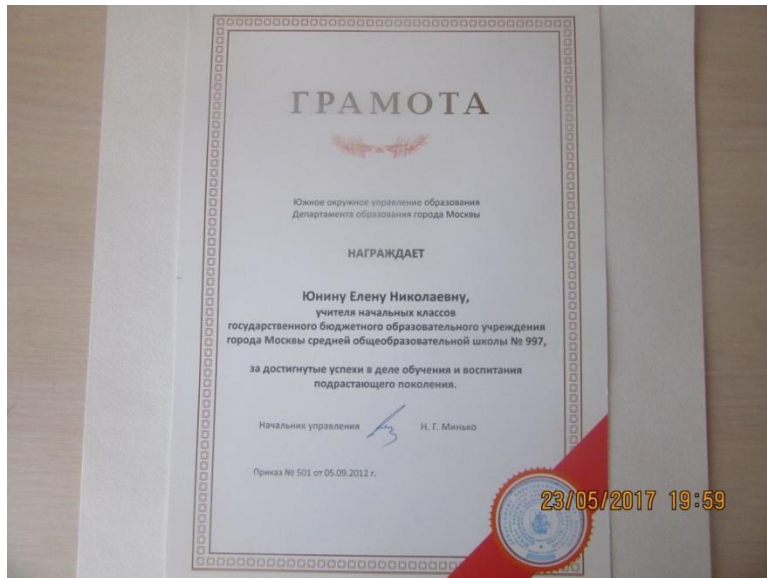 ГРАМОТА
Южное окружное управление образования
Департамента образования города Москвы
НАГРАЖДАЕТ
Юнину Елену Николаевну,
учителя начальных классов
государственного бюджетного образовательного учреждения
города Москвы средней общеобразовательной школы № 997,
за достигнутые успехи в деле обучения и воспитания
подрастающего поколения.
Начальник управления Н. Г. Минько
Приказ № 501 от 05.09.2012 г.
23/05/2017 19:59